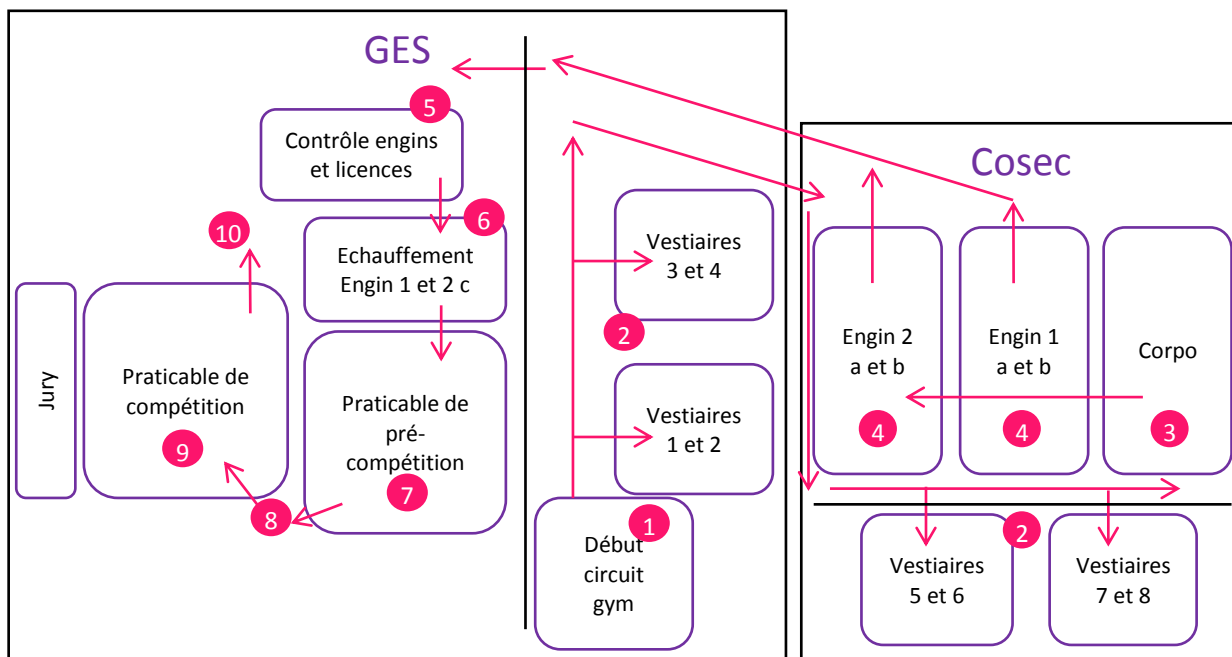 GES
5
Contrôle engins
et licences
6
Echauffement
Engin 1 et 2 c
10
Jury
Praticable de
compétition
9
Praticable de
pré-
compétition
7
8
Vestiaires
3 et 4
2
Vestiaires
1 et 2
1
Début
circuit
gym
Cosec
Engin 2
a et b
4
Engin 1
a et b
4
Corpo
3
2
Vestiaires
5 et 6
Vestiaires
7 et 8